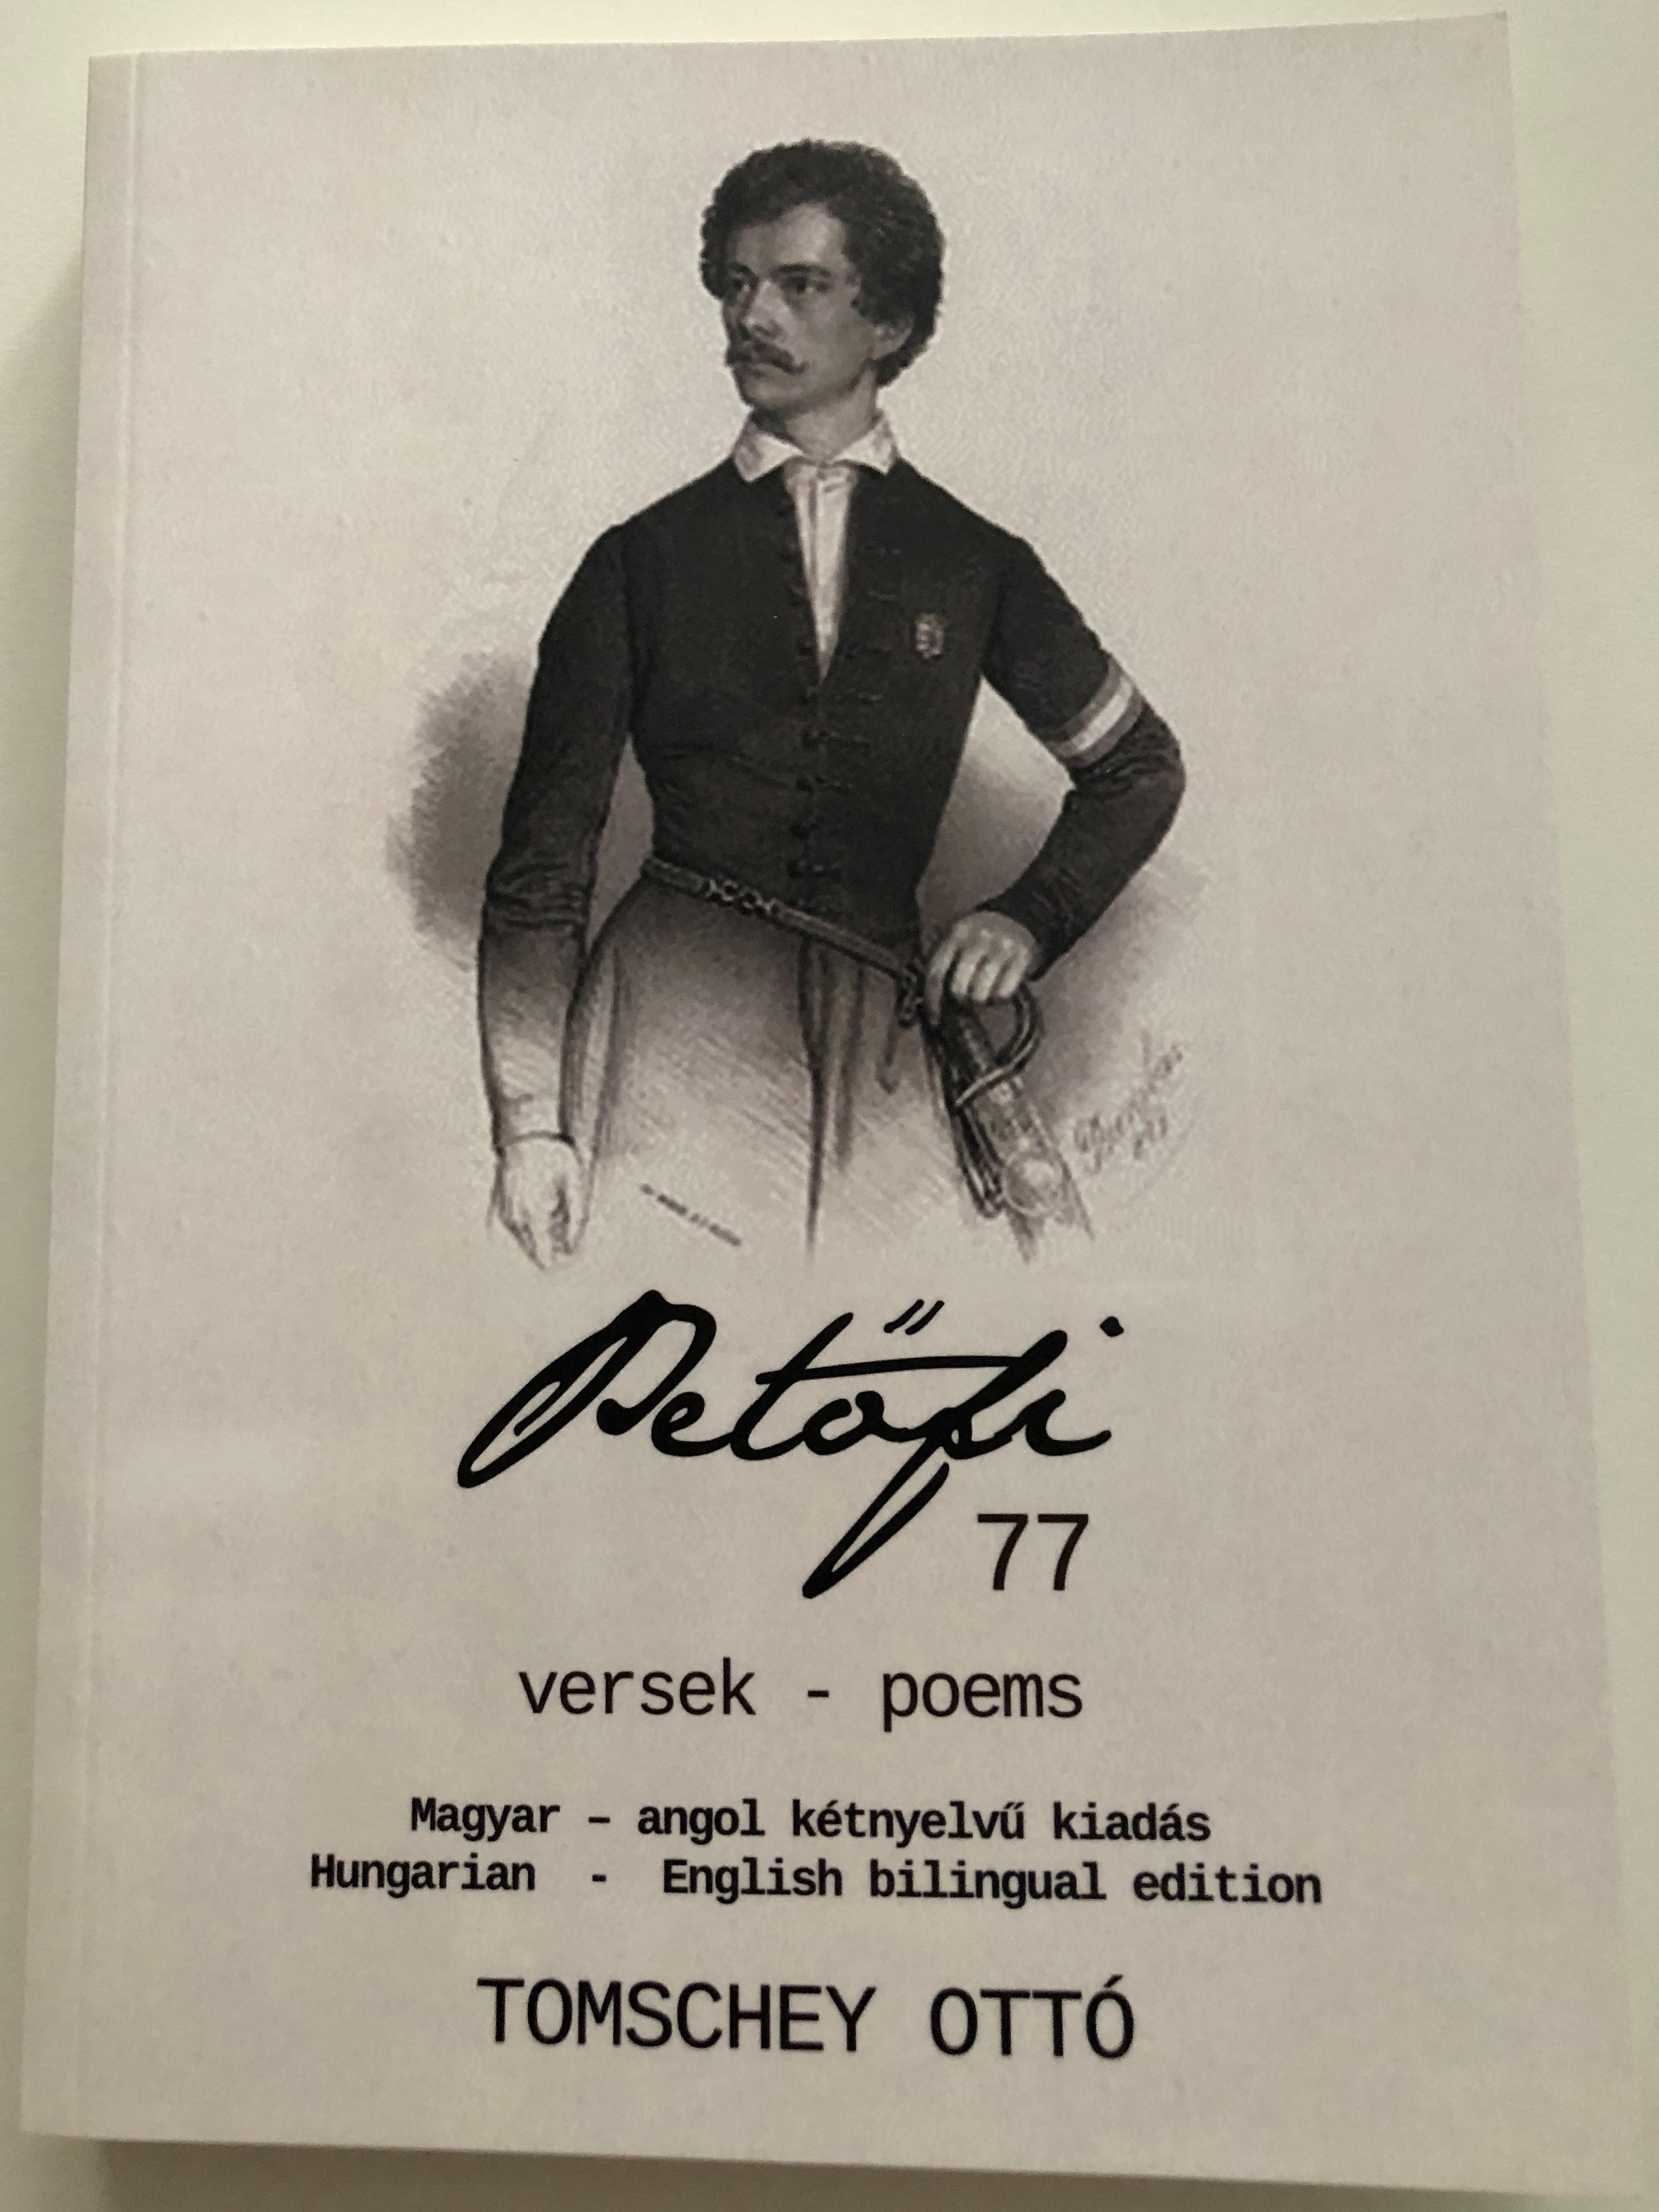 Petőfi
77
versek - poems
Magyar – angol kétnyelvű kiadás
Hungarian - English bilingual edition
TOMSCHEY OTTÓ